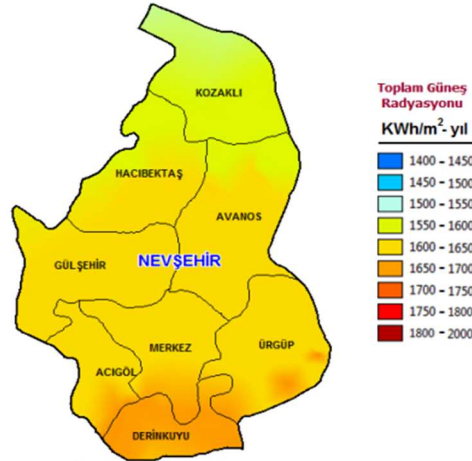 KOZAKLI
HACIBEKTAŞ
AVANOS
GÜLŞEHİR
NEVŞEHİR
MERKEZ
ÜRGÜP
ACIGÖL
DERİNKUYU
Toplam Güneş
Radyasyonu
KWh/m²- yıl
1400 - 1450
1450 - 1500
1500 - 1550
1550 - 1600
1600 - 1650
1650 - 1700
1700 - 1750
1750 - 1800
1800 - 2000